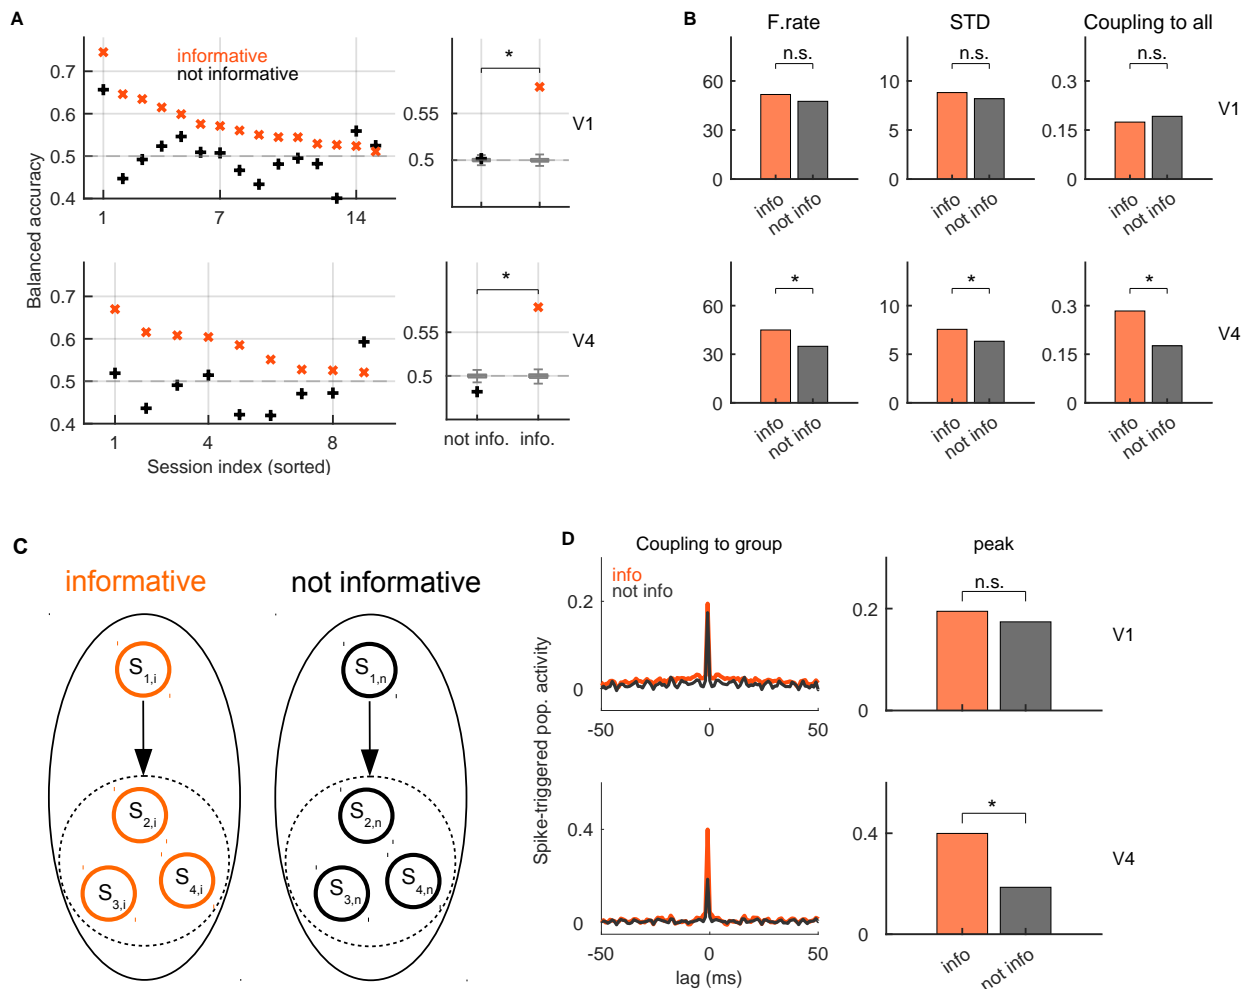 A
informative
not informative
Balanced accuracy
0.7
0.6
0.5
0.4
1
7
14
*
0.55
0.5
V1
0.7
0.6
0.5
0.4
1
4
8
Session index (sorted)
*
0.55
0.5
not info.
info.
V4
B
F.rate
STD
Coupling to all
n.s.
60
30
0
info
not info
n.s.
10
5
0
info
not info
n.s.
0.3
0.15
0
info
not info
V1
*
60
30
0
info
not info
*
10
5
0
info
not info
*
0.3
0.15
0
info
not info
V4
C
informative
not informative
S1,i
S2,i
S3,i
S4,i
S1,n
S2,n
S3,n
S4,n
D
Coupling to group
peak
info
not info
Spike-triggered pop. activity
0.2
0
-50
0
50
n.s.
0.2
0
V1
0.4
0
-50
0
50
lag (ms)
*
0.4
0
info
not info
V4